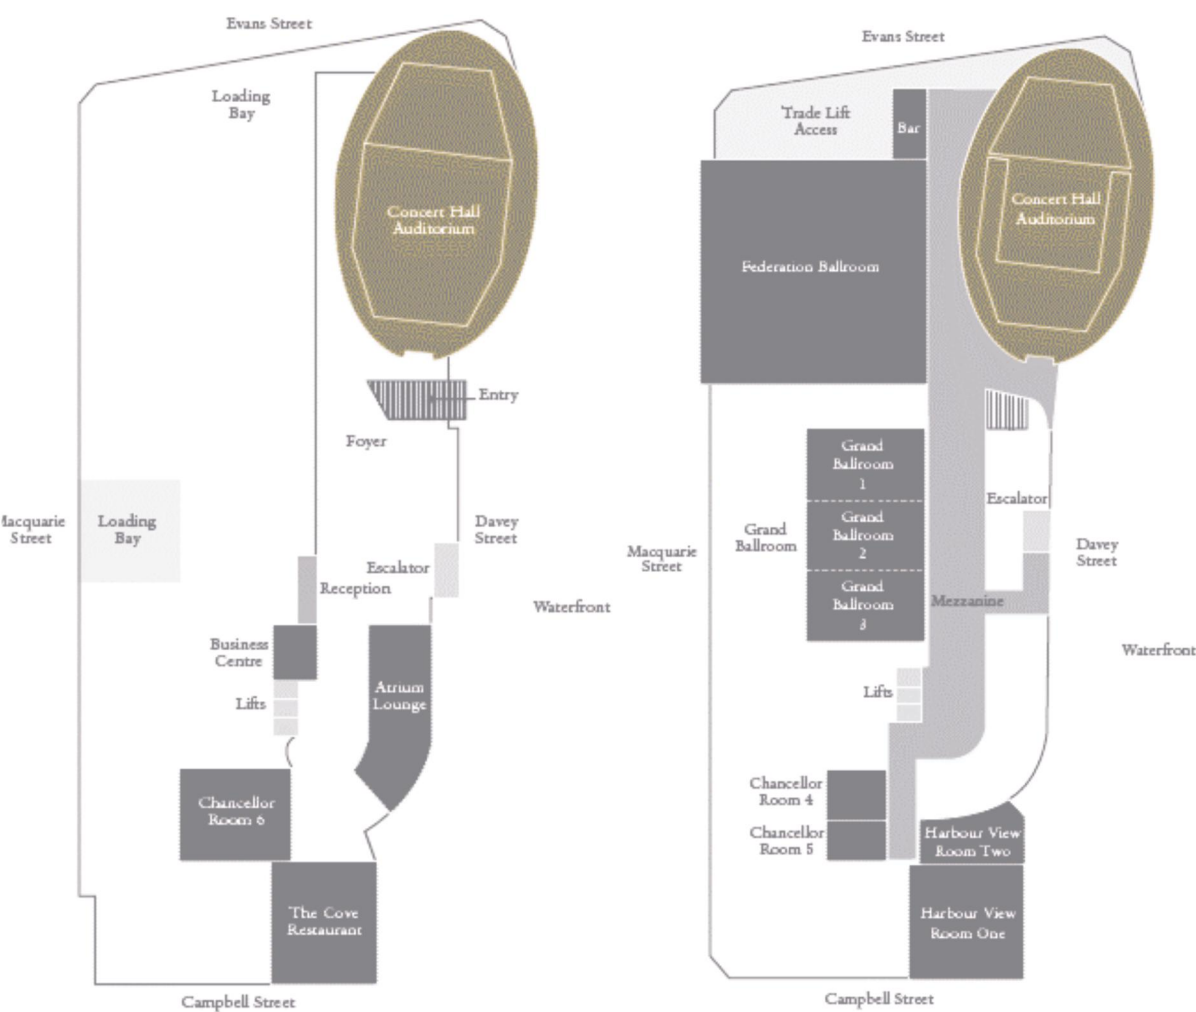 Evans Street
Loading
Bay
Concert Hall
Auditorium
Entry
Foyer
Macquarie
Street
Loading
Bay
Davey
Street
Escalator
Reception
Waterfront
Business
Centre
Lifts
Atrium
Lounge
Chancellor
Room 6
The Cove
Restaurant
Campbell Street
Evans Street
Trade Lift
Access
Bar
Concert Hall
Auditorium
Federation Ballroom
Grand
Ballroom
1
Grand
Ballroom
2
Grand
Ballroom
3
Grand
Ballroom
Escalator
Macquarie
Street
Davey
Street
Mezzanine
Waterfront
Lifts
Chancellor
Room 4
Chancellor
Room 5
Harbour View
Room Two
Harbour View
Room One
Campbell Street